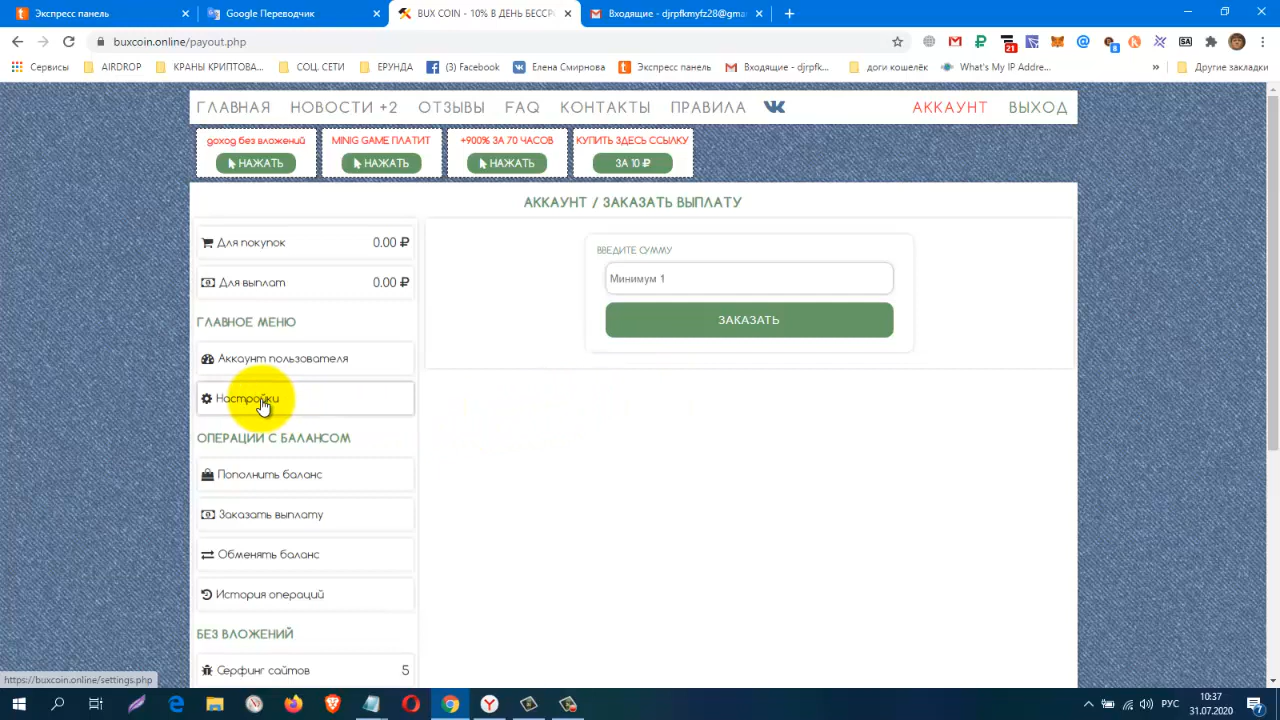 Экспресс панель
Google Переводчик
BUX COIN - 10% В ДЕНЬ БЕССР
Входящие - djrpfkmyfz28@gma
buxcoin.online/payout.php
21
8
Сервисы
AIRDROP
КРАНЫ КРИПТОВА...
СОЦ. СЕТИ
ЕРУНДА
(3) Facebook
Елена Смирнова
Экспресс панель
Входящие - djrpfk...
доги кошелёк
What's My IP Addre...
»
Другие закладки
ГЛАВНАЯ НОВОСТИ +2 ОТЗЫВЫ FAQ КОНТАКТЫ ПРАВИЛА АККАУНТ ВЫХОД
доход без вложений
НАЖАТЬ
MINIG GAME ПЛАТИТ
НАЖАТЬ
+900% ЗА 70 ЧАСОВ
НАЖАТЬ
КУПИТЬ ЗДЕСЬ ССЫЛКУ
ЗА 10 ₽
АККАУНТ / ЗАКАЗАТЬ ВЫПЛАТУ
Для покупок 0.00 ₽
Для выплат 0.00 ₽
ГЛАВНОЕ МЕНЮ
Аккаунт пользователя
Настройки
ОПЕРАЦИИ С БАЛАНСОМ
Пополнить баланс
Заказать выплату
Обменять баланс
История операций
БЕЗ ВЛОЖЕНИЙ
Серфинг сайтов 5
ВВЕДИТЕ СУММУ
Минимум 1
ЗАКАЗАТЬ
https://buxcoin.online/settings.php
РУС
10:37
31.07.2020
7